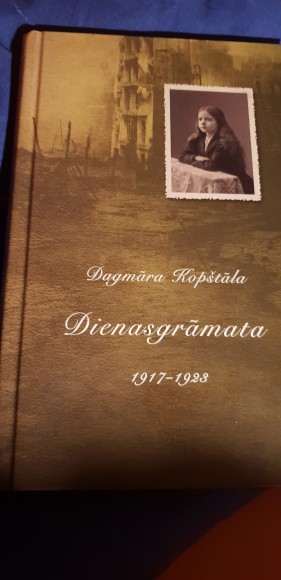 Dagmāra Kopštāla
Dienasgrāmata
1917-1923